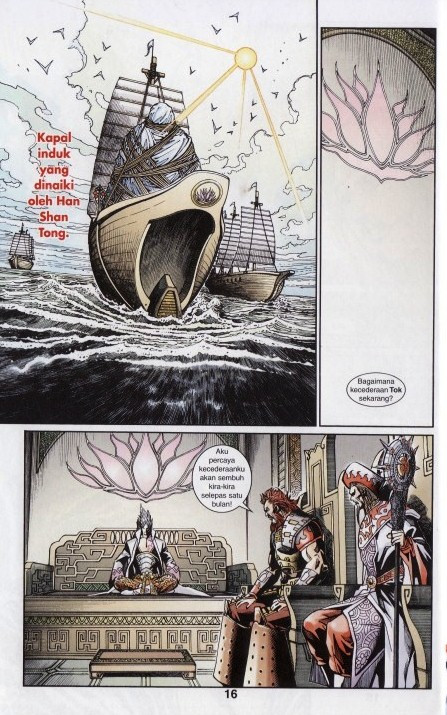 Kapal
induk
yang
dinaiki
oleh Han
Shan
Tong.
Bagaimana
kecederaan Tok
sekarang?
Aku
percaya
kecederaanku
akan sembuh
kira-kira
selepas satu
bulan!
16